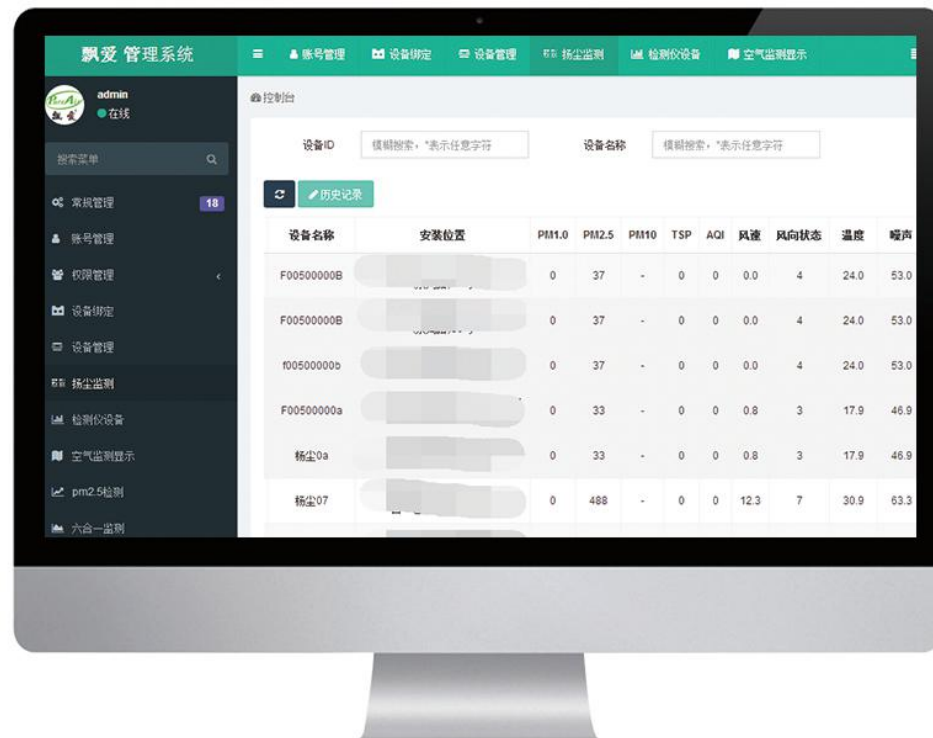 飘爱 管理系统
账号管理 设备绑定 设备管理 扬尘监测 检测仪设备 空气监测显示
PureAir
飘爱
admin
在线
控制台
设备ID 模糊搜索，*表示任意字符 设备名称 模糊搜索，*表示任意字符
搜索菜单
历史记录
常规管理 18
账号管理
权限管理
设备绑定
设备管理
扬尘监测
检测仪设备
空气监测显示
pm2.5检测
六合一监测
设备名称 安装位置 PM1.0 PM2.5 PM10 TSP AQI 风速 风向状态 温度 噪声
F00500000B 0 37 - 0 0 0.0 4 24.0 53.0
F00500000B 0 37 - 0 0 0.0 4 24.0 53.0
f00500000b 0 37 - 0 0 0.0 4 24.0 53.0
F00500000a 0 33 - 0 0 0.8 3 17.9 46.9
杨尘0a 0 33 - 0 0 0.8 3 17.9 46.9
杨尘07 0 488 - 0 0 12.3 7 30.9 63.3